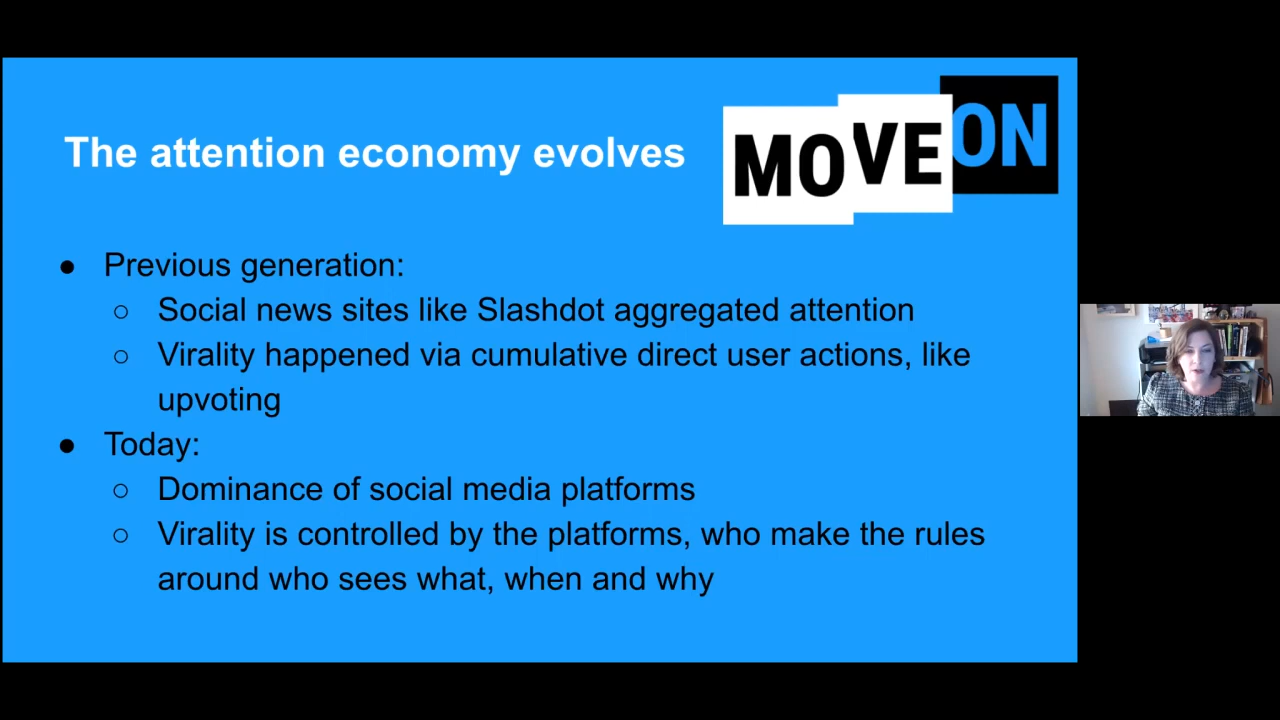 The attention economy evolves
MOVEON
● Previous generation:
○ Social news sites like Slashdot aggregated attention
○ Virality happened via cumulative direct user actions, like
upvoting
● Today:
○ Dominance of social media platforms
○ Virality is controlled by the platforms, who make the rules
around who sees what, when and why